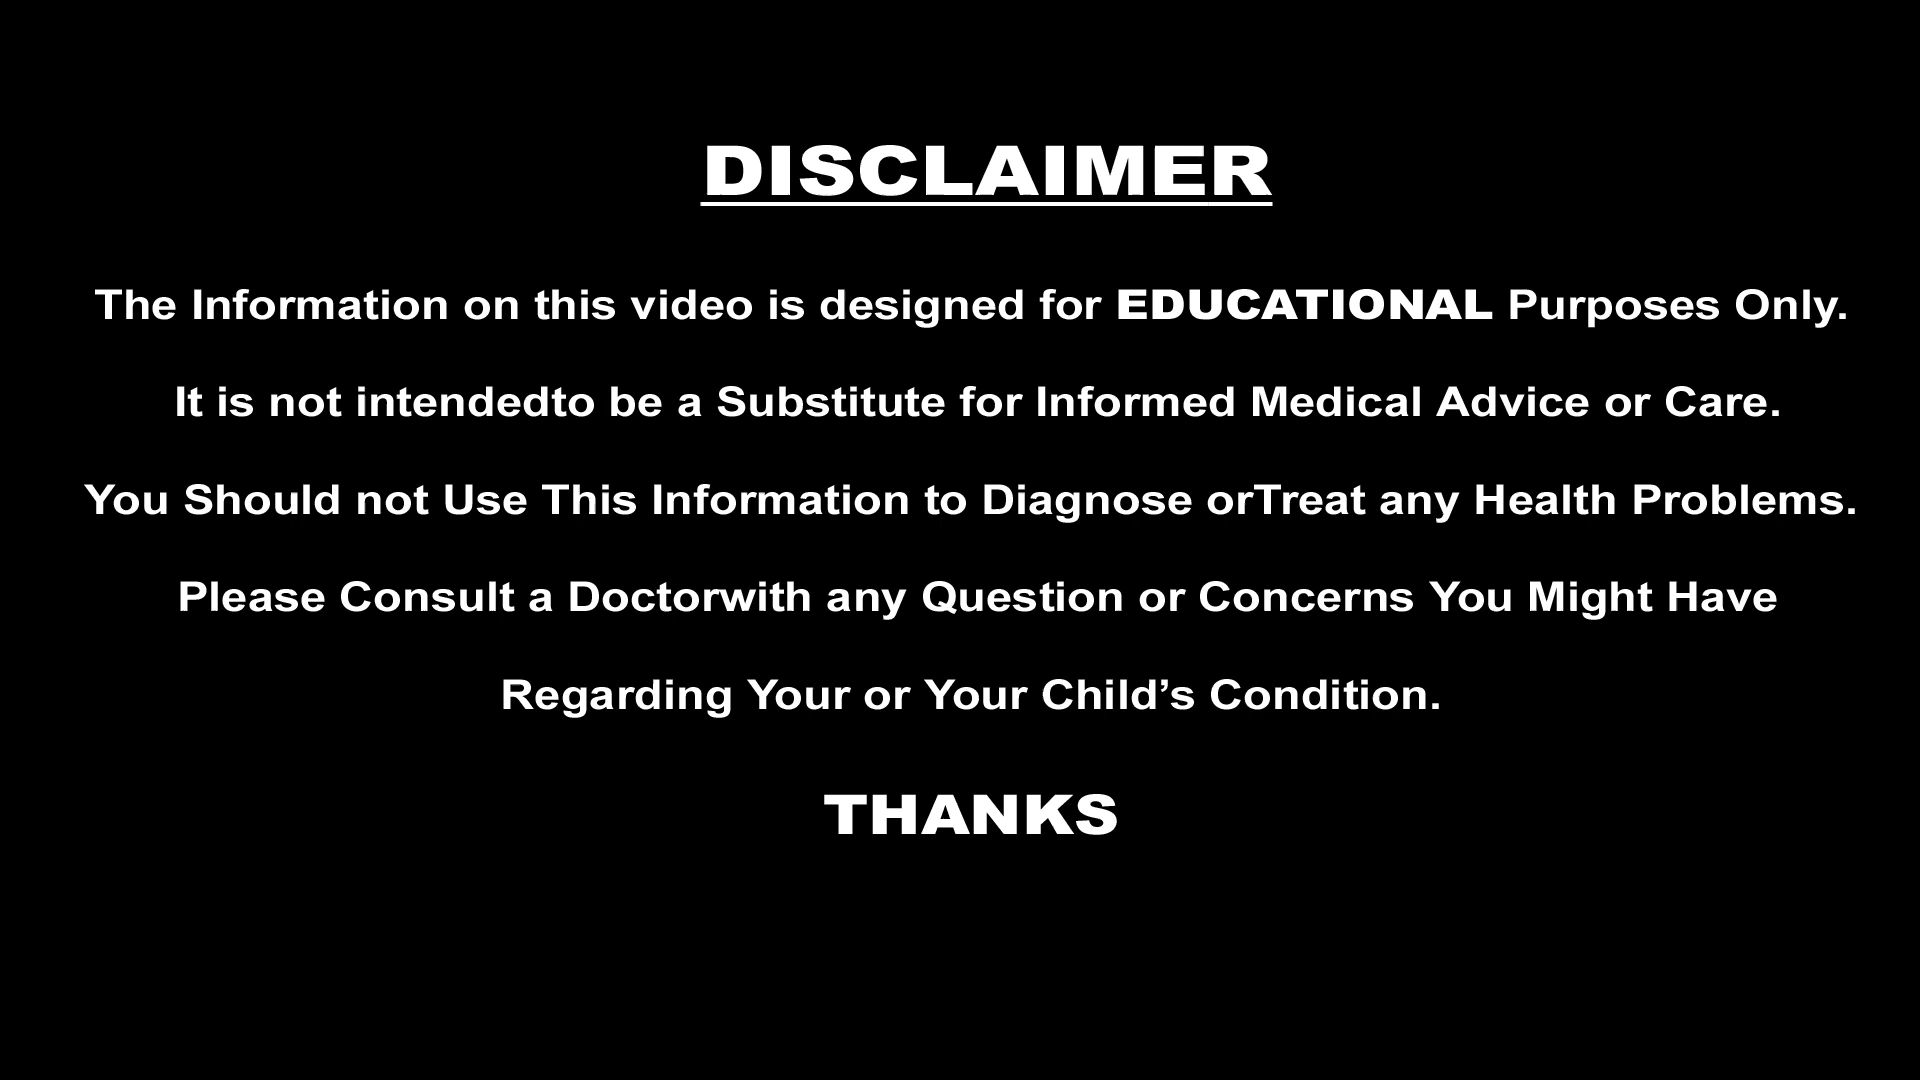 DISCLAIMER
The Information on this video is designed for EDUCATIONAL Purposes Only.
It is not intendedto be a Substitute for Informed Medical Advice or Care.
You Should not Use This Information to Diagnose orTreat any Health Problems.
Please Consult a Doctorwith any Question or Concerns You Might Have
Regarding Your or Your Child’s Condition.
THANKS